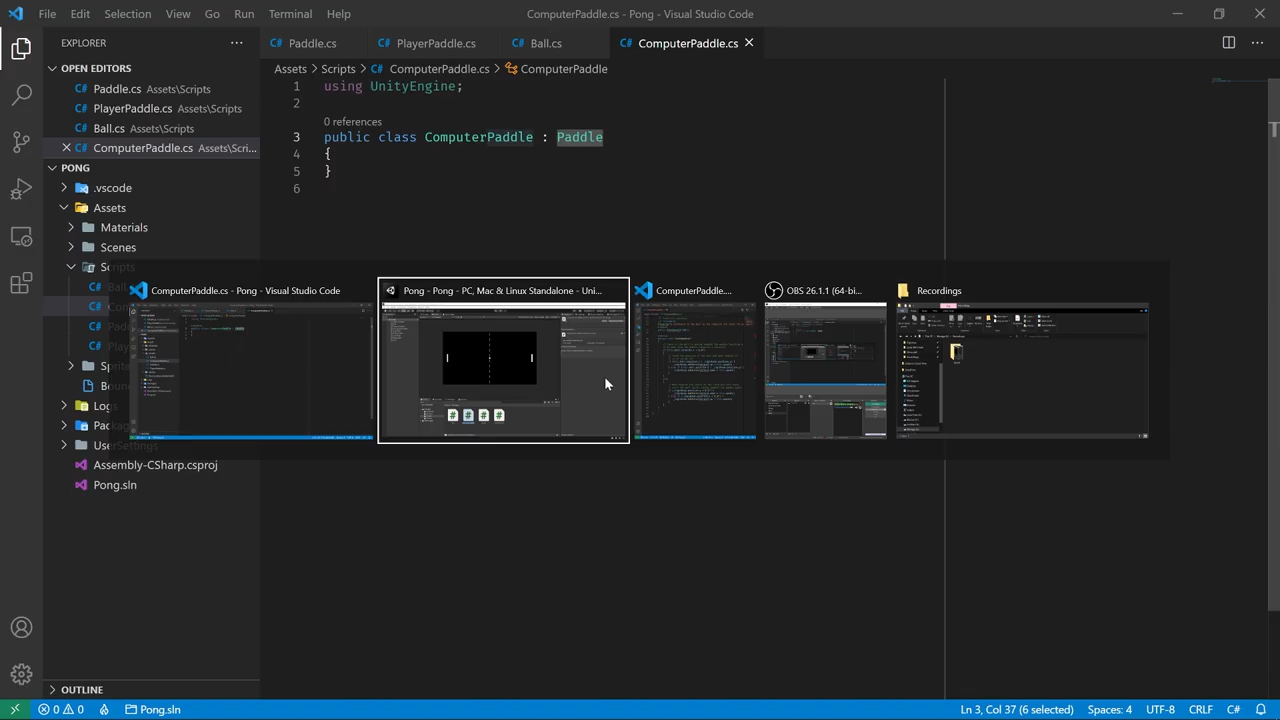 File Edit Selection View Go Run Terminal Help
ComputerPaddle.cs - Pong - Visual Studio Code
EXPLORER
Paddle.cs
PlayerPaddle.cs
Ball.cs
ComputerPaddle.cs
OPEN EDITORS
Paddle.cs Assets\Scripts
PlayerPaddle.cs Assets\Scripts
Ball.cs Assets\Scripts
ComputerPaddle.cs Assets\Scri...
Assets > Scripts > ComputerPaddle.cs > ComputerPaddle
1 using UnityEngine;
2
0 references
3 public class ComputerPaddle : Paddle
4 {
5 }
6
PONG
.vscode
Assets
Materials
Scenes
Scripts
Packag
UserSettings
Assembly-CSharp.csproj
Pong.sln
ComputerPaddle.cs - Pong - Visual Studio Code
Pong - Pong - PC, Mac & Linux Standalone - Uni...
ComputerPaddle....
OBS 26.1.1 (64-bi...
Recordings
OUTLINE
0 0
Pong.sln
Ln 3, Col 37 (6 selected)
Spaces: 4
UTF-8
CRLF
C#